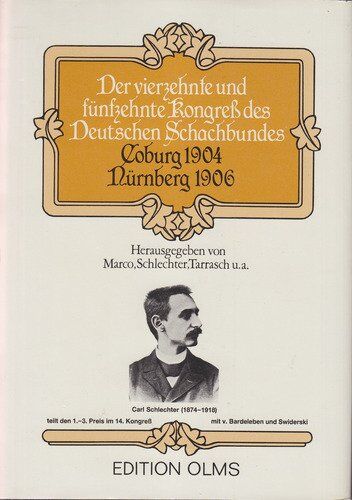 Der vierzehnte und
fünfzehnte Kongreß des
Deutschen Schachbundes
Coburg 1904
Nürnberg 1906
Herausgegeben von
Marco, Schlechter, Tarrasch u. a.
Carl Schlechter (1874–1918)
teilt den 1.–3. Preis im 14. Kongreß mit v. Bardeleben und Swiderski
EDITION OLMS